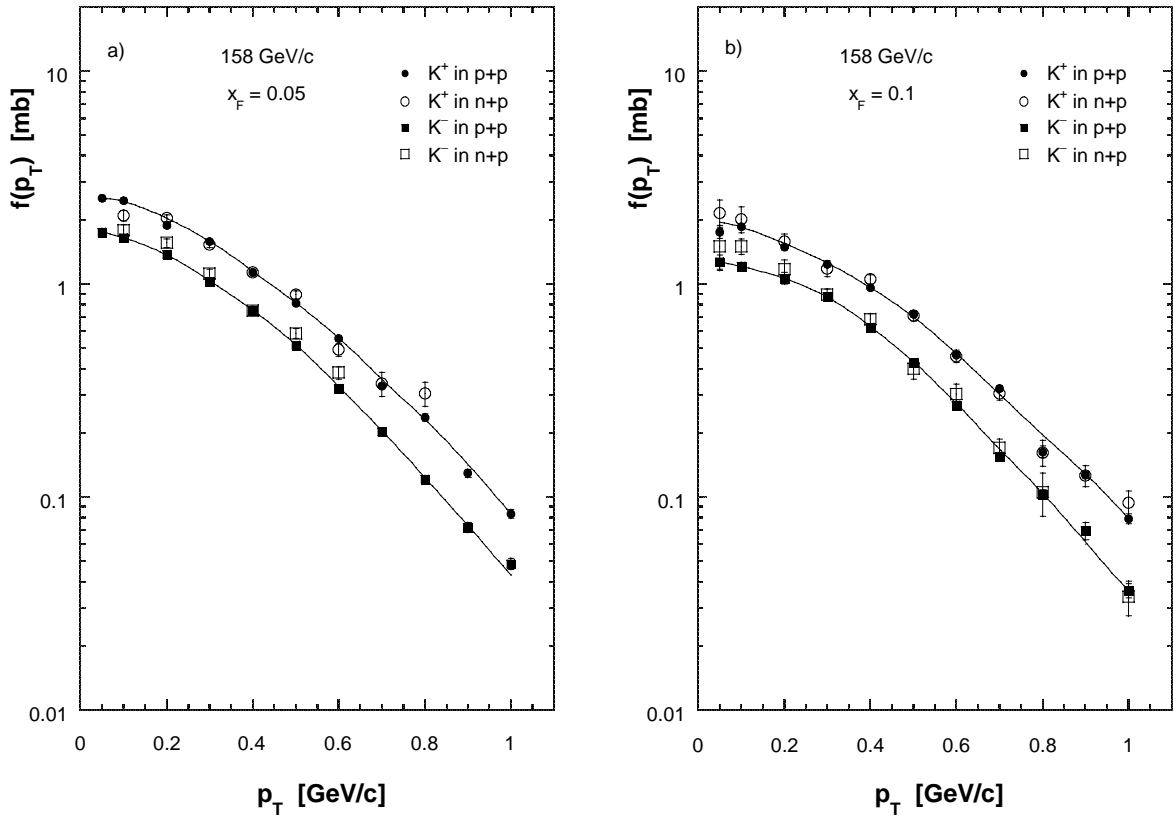 a)
158 GeV/c
x_F = 0.05
K⁺ in p+p
K⁺ in n+p
K⁻ in p+p
K⁻ in n+p
f(p_T) [mb]
10
1
0.1
0.01
0 0.2 0.4 0.6 0.8 1
p_T [GeV/c]
b)
158 GeV/c
x_F = 0.1
K⁺ in p+p
K⁺ in n+p
K⁻ in p+p
K⁻ in n+p
f(p_T) [mb]
10
1
0.1
0.01
0 0.2 0.4 0.6 0.8 1
p_T [GeV/c]